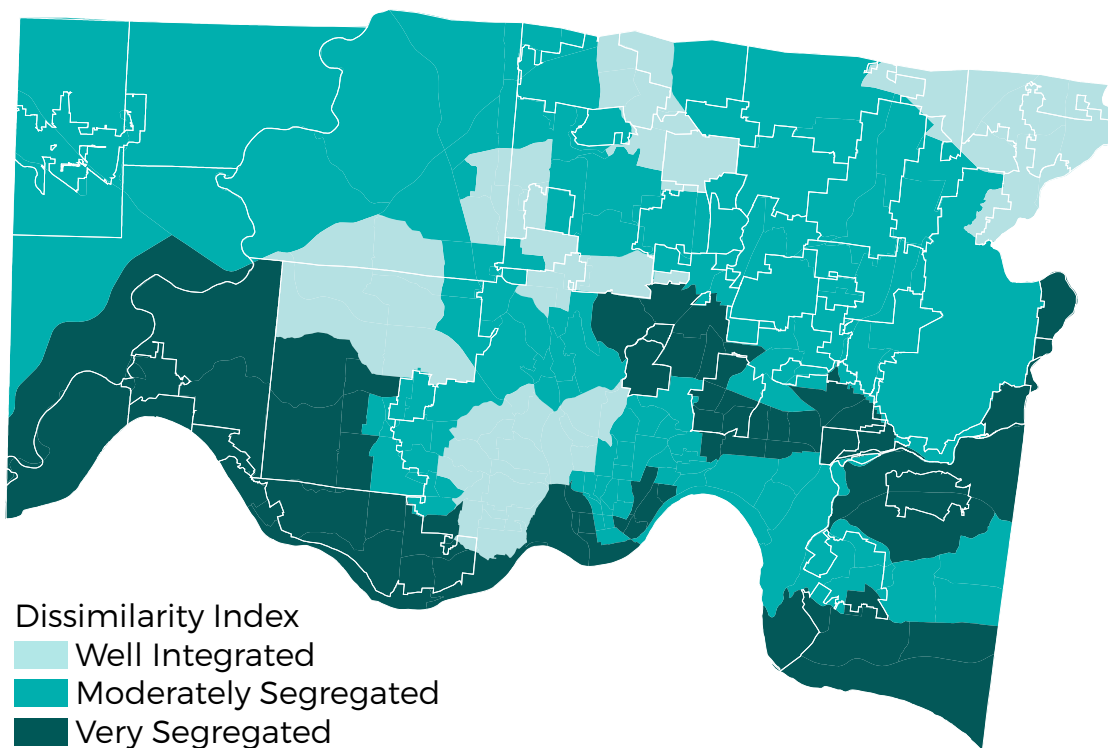 Dissimilarity Index
Well Integrated
Moderately Segregated
Very Segregated